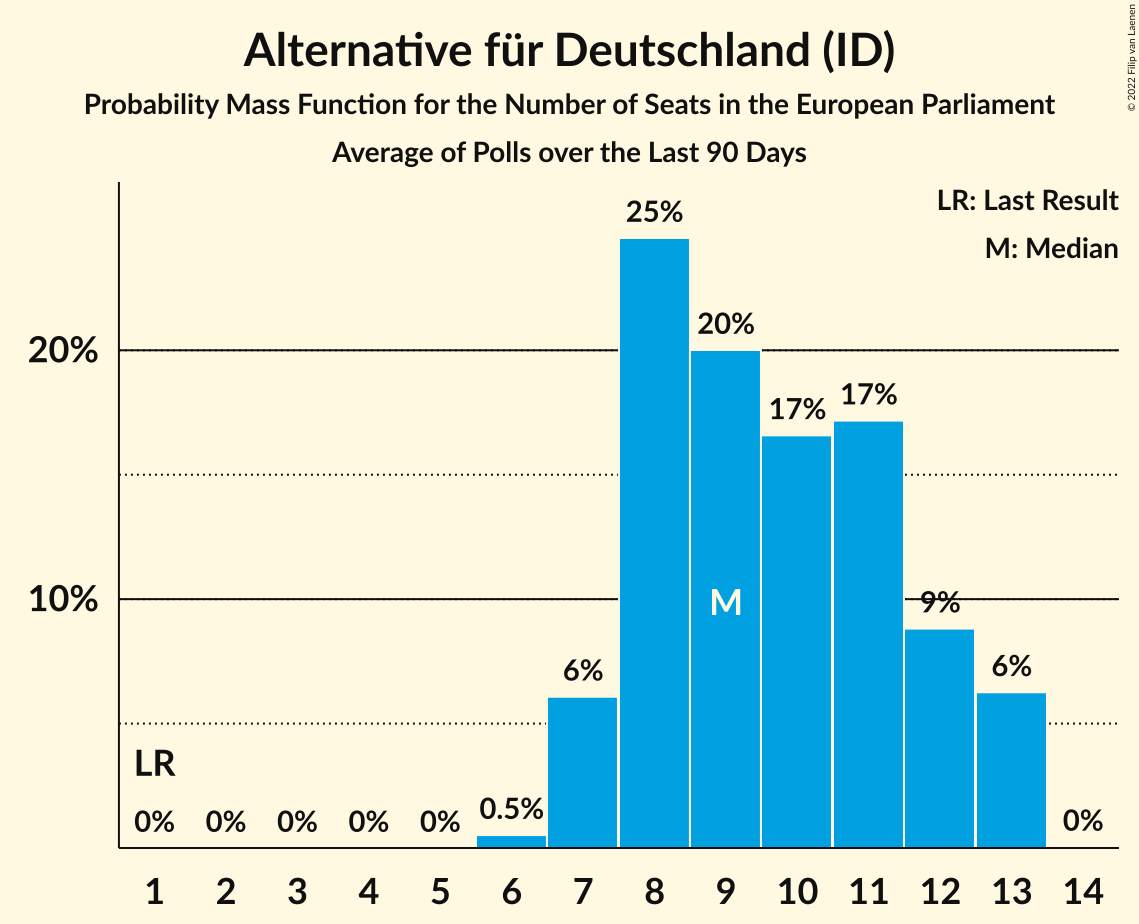 Alternative für Deutschland (ID)
Probability Mass Function for the Number of Seats in the European Parliament
Average of Polls over the Last 90 Days
© 2022 Filip van Laenen
LR: Last Result
M: Median
25%
20%
20%
17%
17%
M
10%
9%
6%
6%
LR
0%
0%
0%
0%
0%
0.5%
0%
1 2 3 4 5 6 7 8 9 10 11 12 13 14